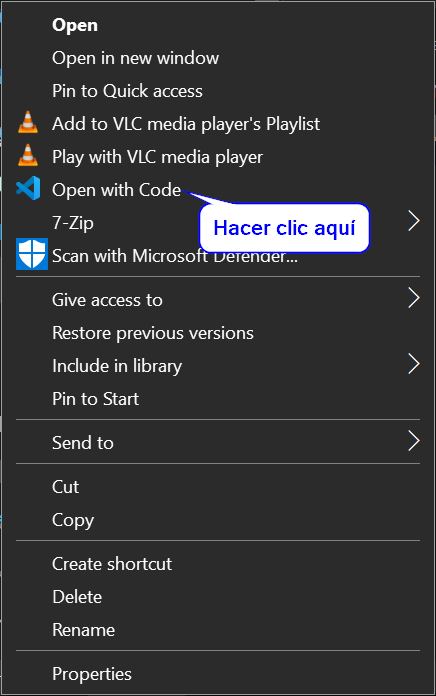 Open
Open in new window
Pin to Quick access
Add to VLC media player's Playlist
Play with VLC media player
Open with Code
Hacer clic aquí
7-Zip
Scan with Microsoft Defender...
Give access to
Restore previous versions
Include in library
Pin to Start
Send to
Cut
Copy
Create shortcut
Delete
Rename
Properties